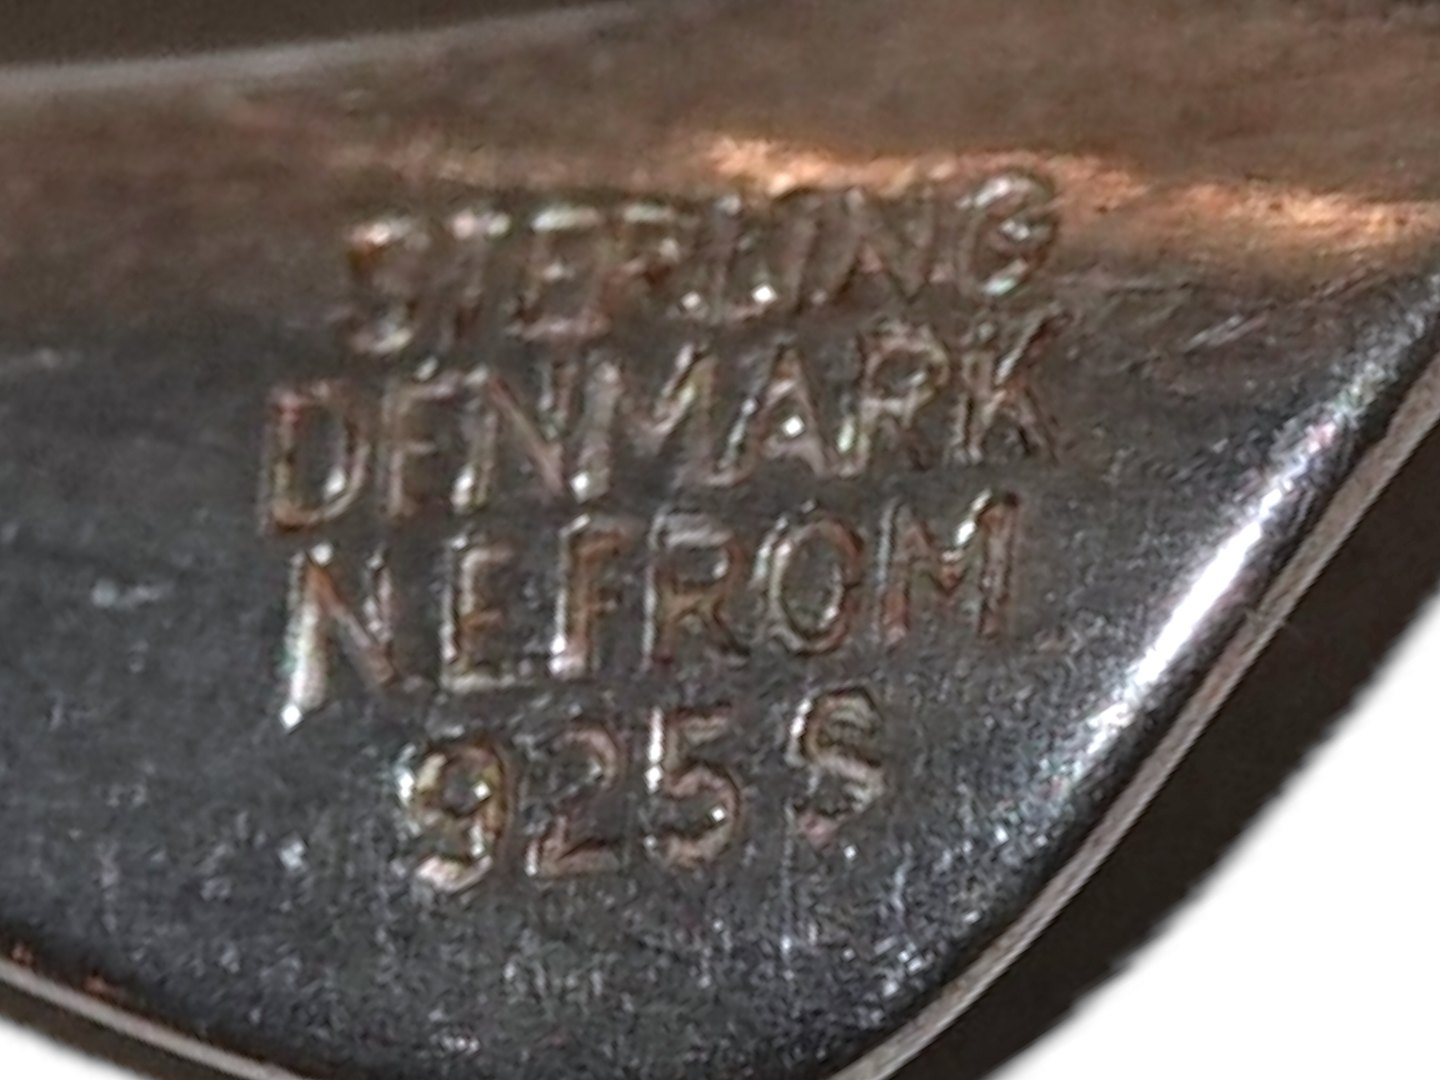 STERLING
DENMARK
N.E.FROM
925 S